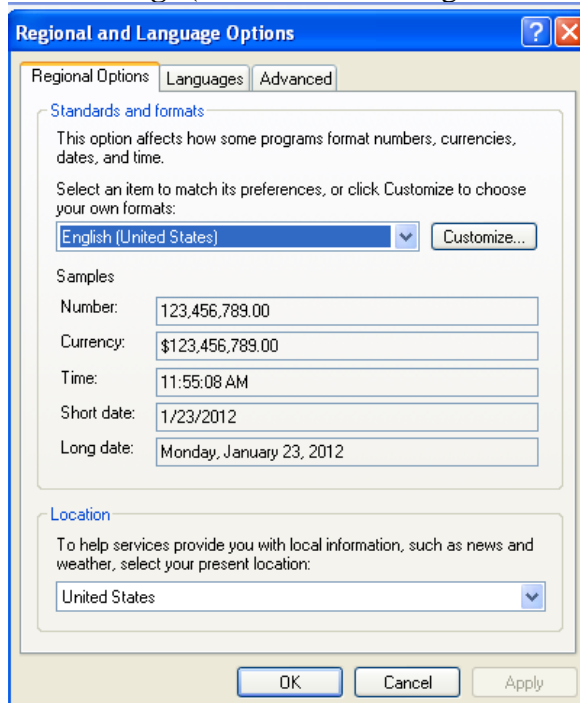 Regional and Language Options
Regional Options Languages Advanced
Standards and formats
This option affects how some programs format numbers, currencies,
dates, and time.
Select an item to match its preferences, or click Customize to choose
your own formats:
English (United States) Customize...
Samples
Number: 123,456,789.00
Currency: $123,456,789.00
Time: 11:55:08 AM
Short date: 1/23/2012
Long date: Monday, January 23, 2012
Location
To help services provide you with local information, such as news and
weather, select your present location:
United States
OK Cancel Apply